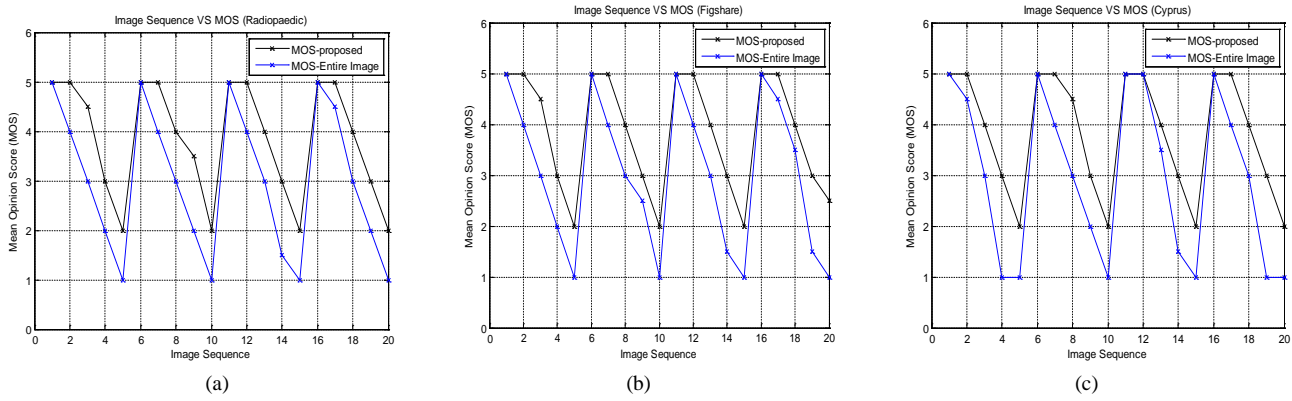 Image Sequence VS MOS (Radiopaedic)
6
5
4
3
2
1
0
Mean Opinion Score (MOS)
MOS-proposed
MOS-Entire Image
0 2 4 6 8 10 12 14 16 18 20
Image Sequence
(a)
Image Sequence VS MOS (Figshare)
6
5
4
3
2
1
0
Mean Opinion Score (MOS)
MOS-proposed
MOS-Entire Image
0 2 4 6 8 10 12 14 16 18 20
Image Sequence
(b)
Image Sequence VS MOS (Cyprus)
6
5
4
3
2
1
0
Mean Opinion Score (MOS)
MOS-proposed
MOS-Entire Image
0 2 4 6 8 10 12 14 16 18 20
Image Sequence
(c)